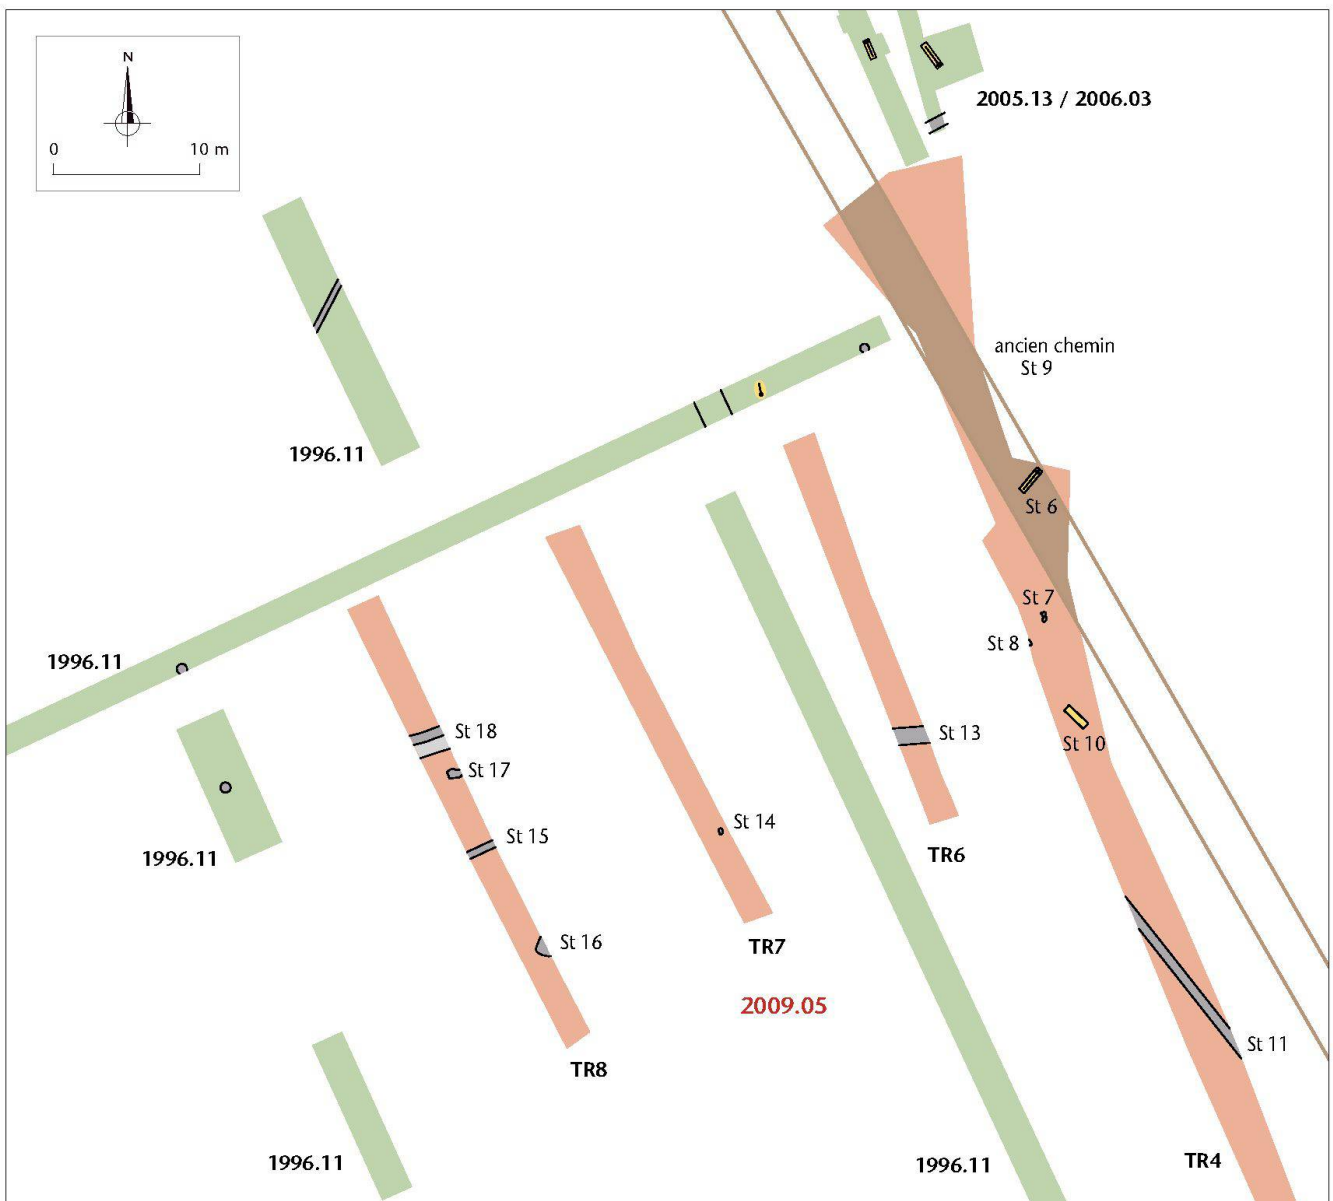 N
0 10 m
2005.13 / 2006.03
ancien chemin
St 9
1996.11
St 6
St 7
St 8
1996.11
St 18
St 13
St 10
St 17
St 14
St 15
1996.11
TR6
St 16
TR7
2009.05
St 11
TR8
1996.11
1996.11
TR4